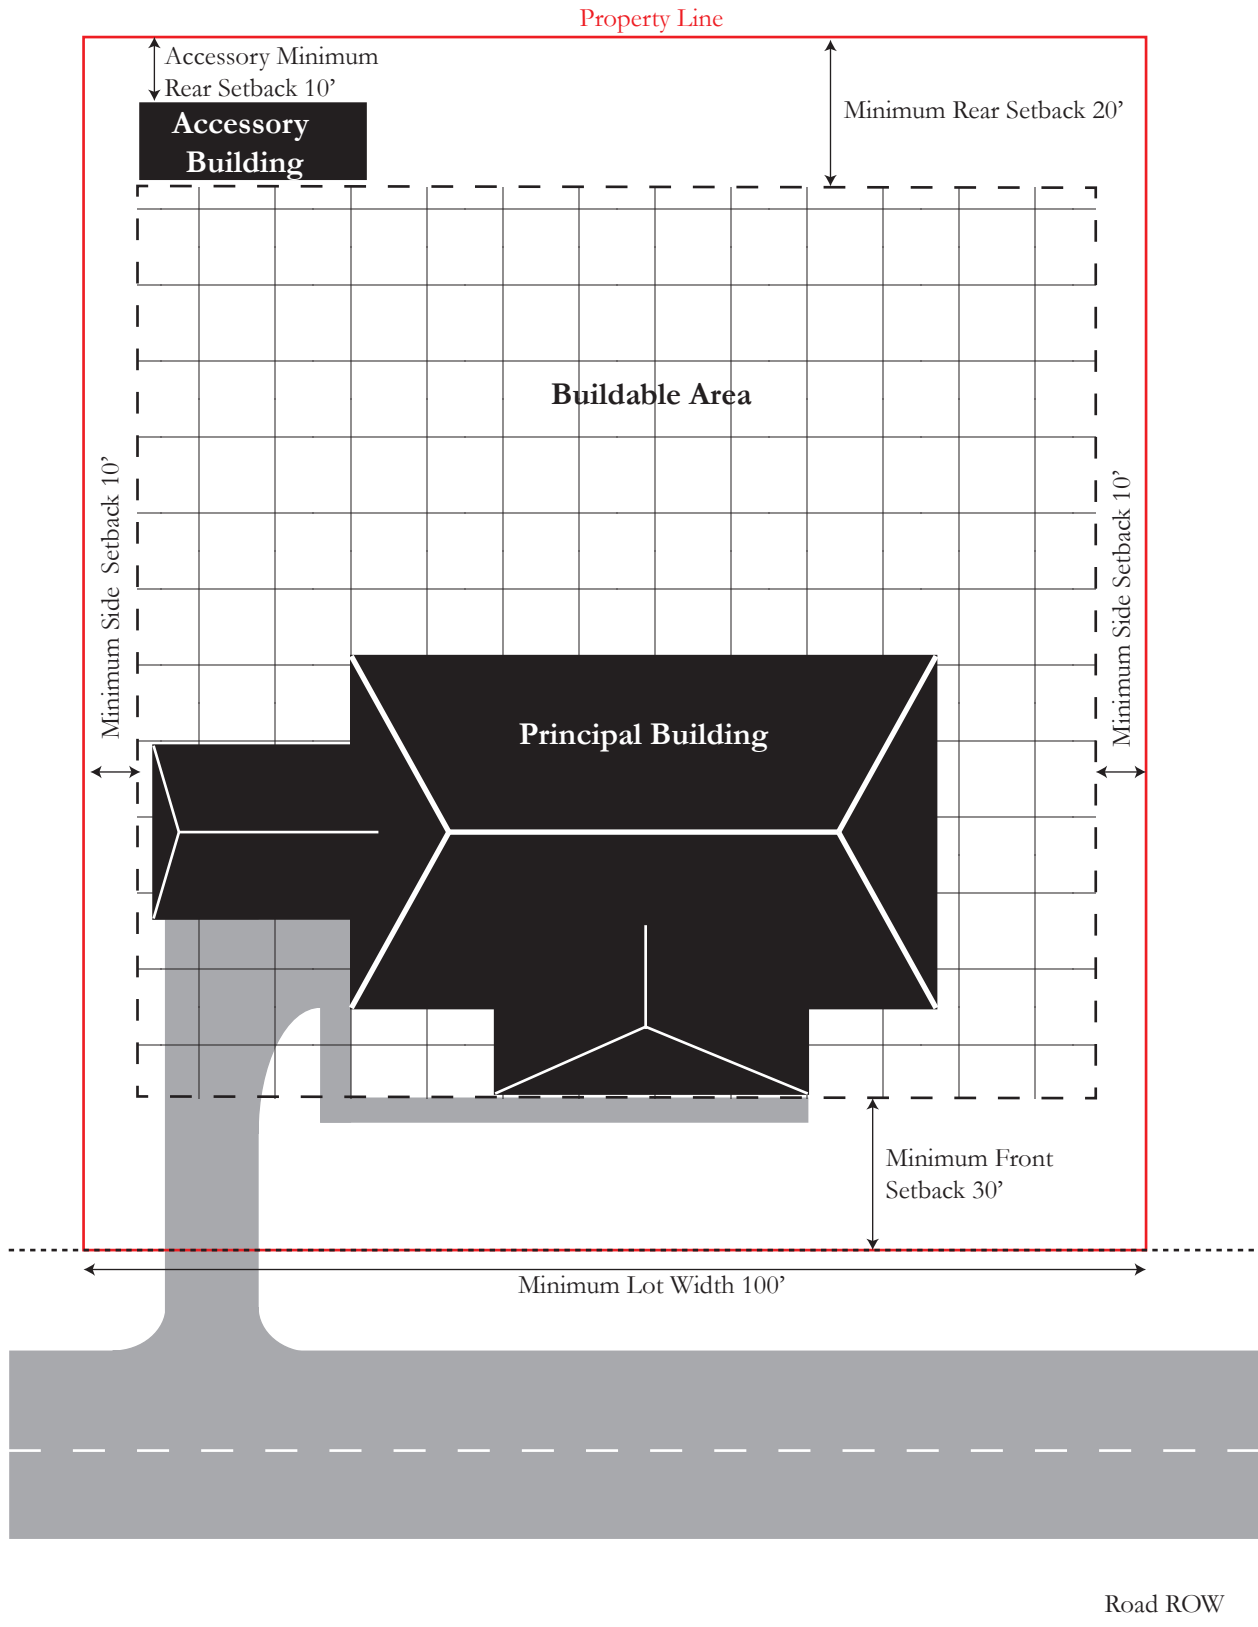 Property Line
Accessory Minimum
Rear Setback 10’
Minimum Rear Setback 20’
Accessory
Building
Buildable Area
Minimum Side Setback 10’
Minimum Side Setback 10’
Principal Building
Minimum Front
Setback 30’
Minimum Lot Width 100’
Road ROW